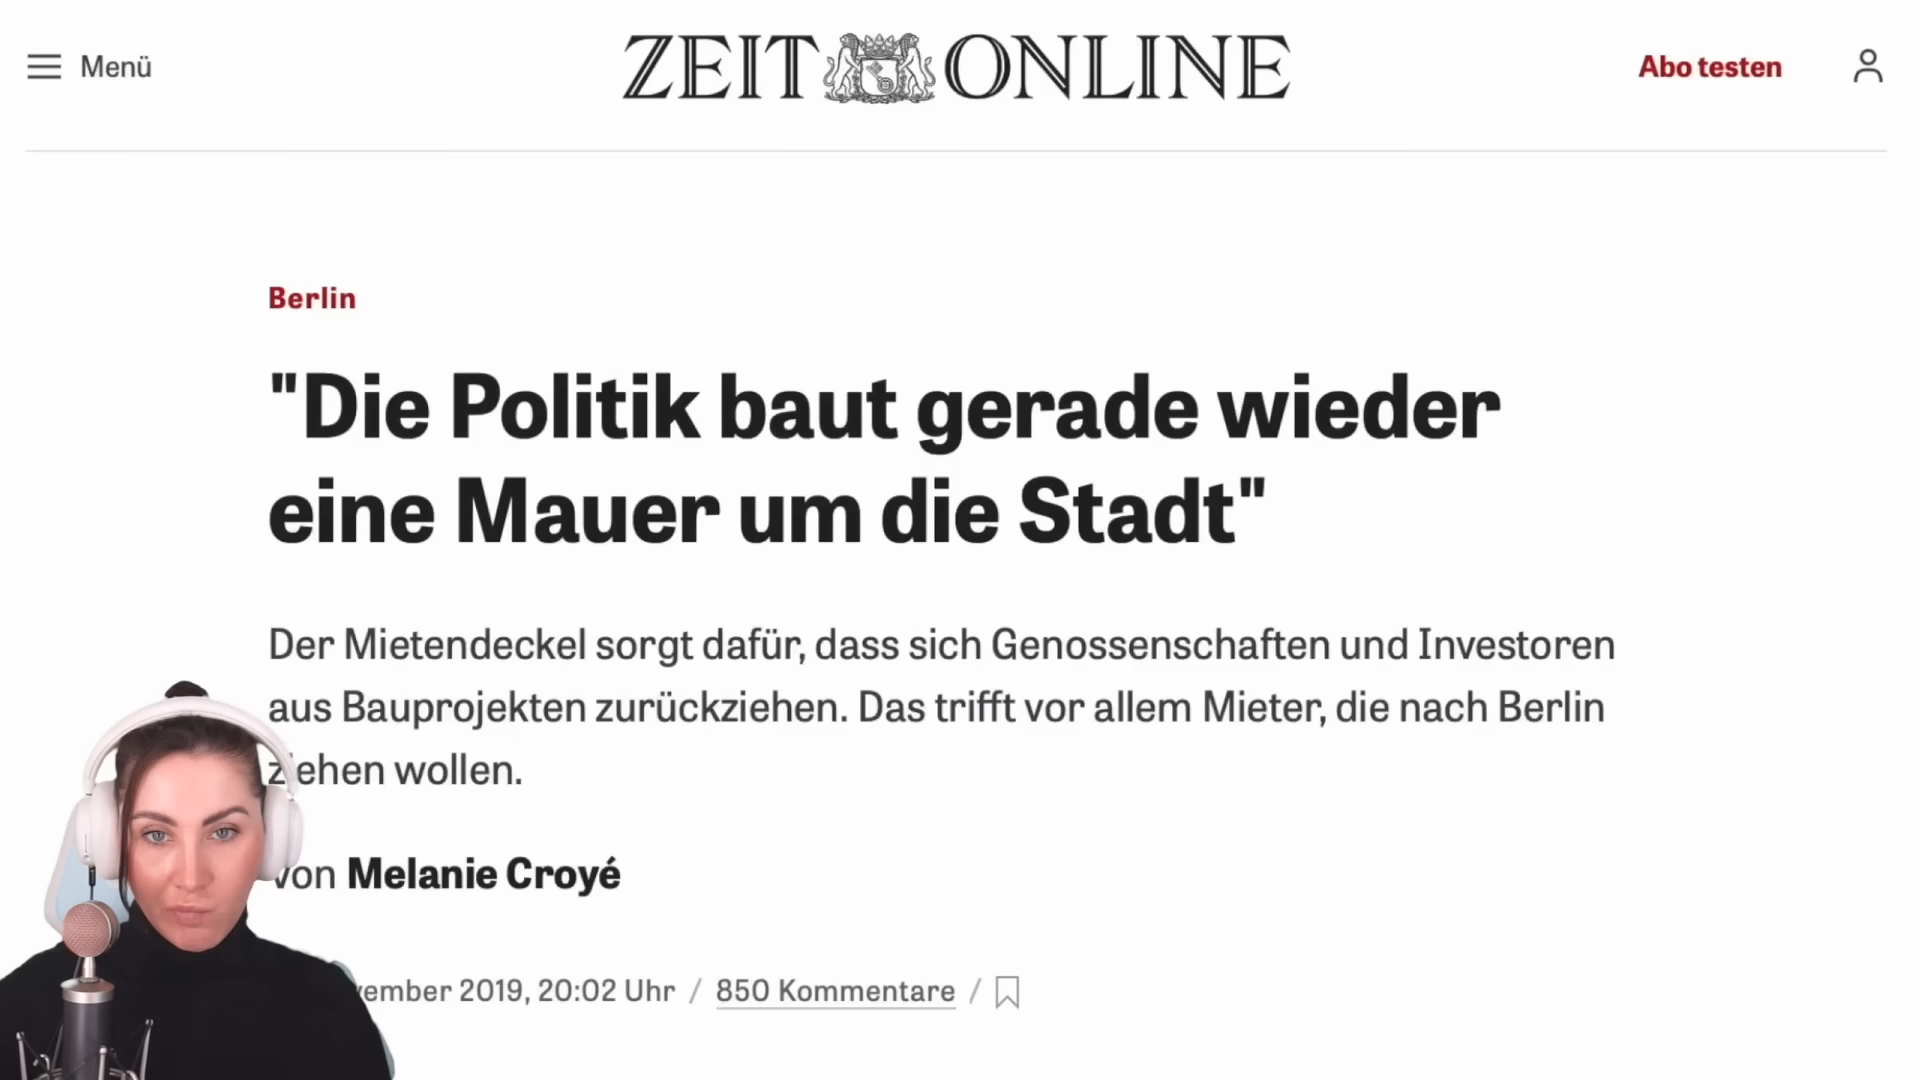 Menü
ZEIT ONLINE
Abo testen
Berlin
"Die Politik baut gerade wieder
eine Mauer um die Stadt"
Der Mietendeckel sorgt dafür, dass sich Genossenschaften und Investoren
aus Bauprojekten zurückziehen. Das trifft vor allem Mieter, die nach Berlin
ziehen wollen.
Von Melanie Croyé
2019, 20:02 Uhr / 850 Kommentare /